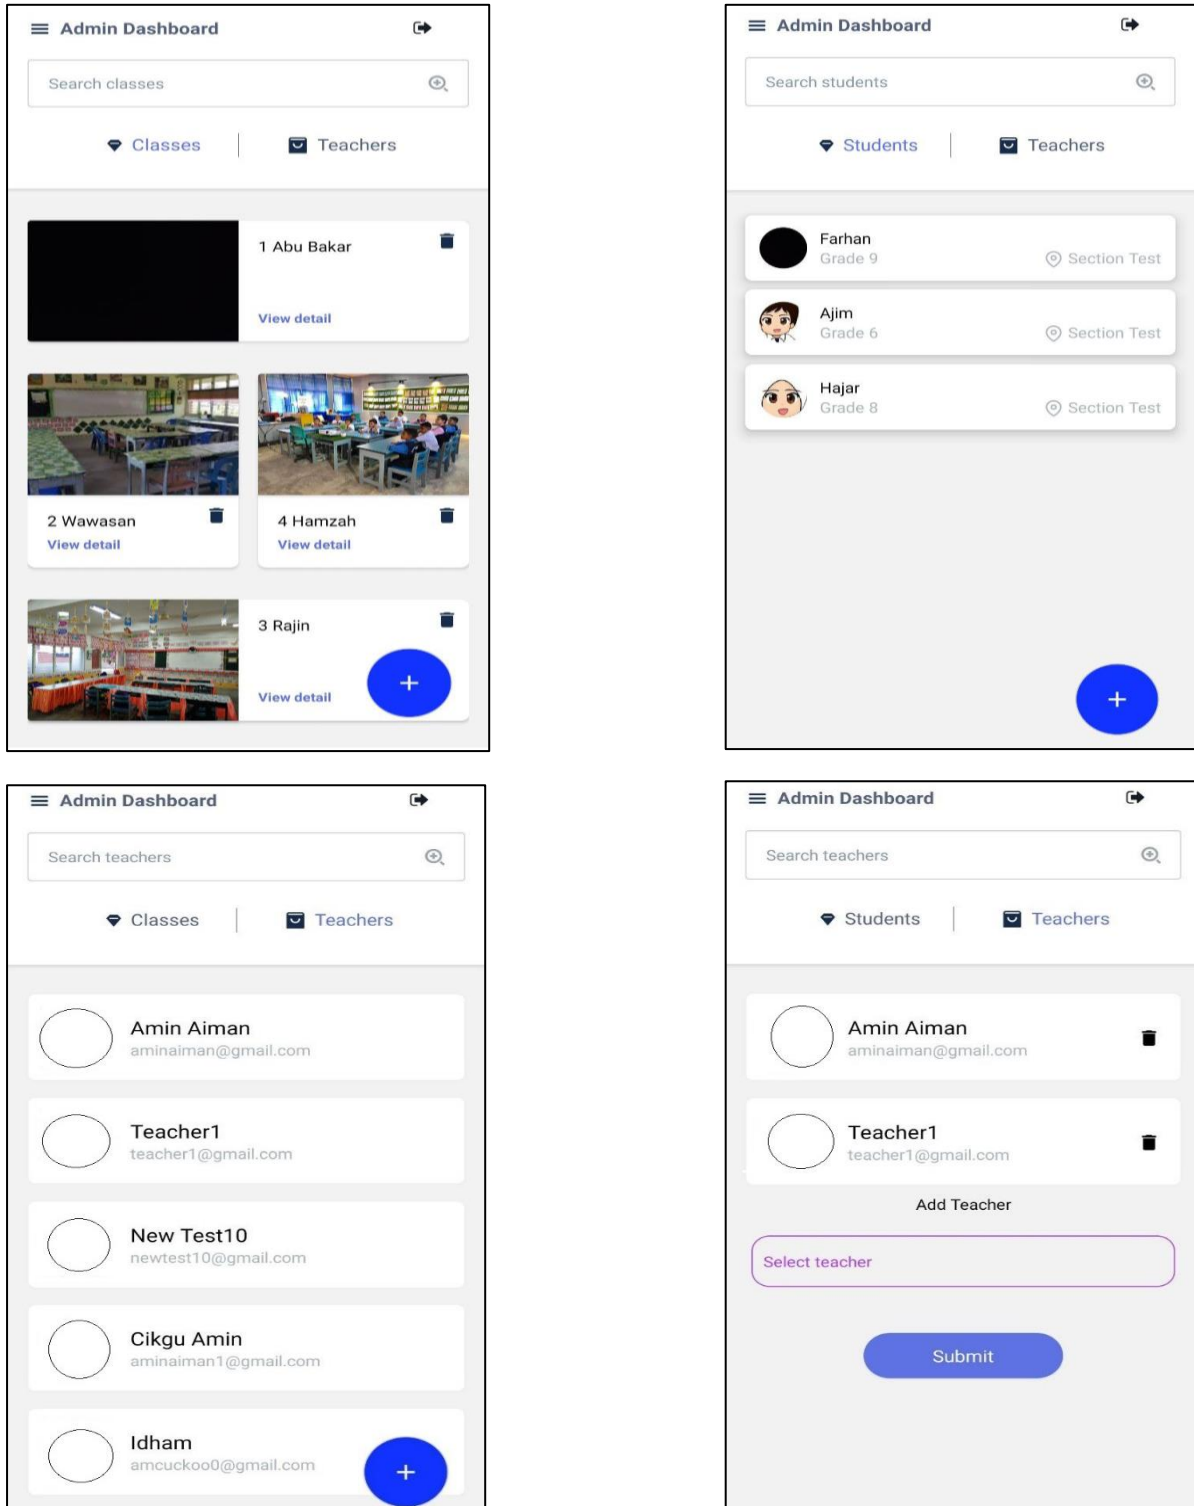 Admin Dashboard
Search classes
Classes
Teachers
1 Abu Bakar
View detail
2 Wawasan
View detail
4 Hamzah
View detail
3 Rajin
View detail
+
Admin Dashboard
Search students
Students
Teachers
Farhan
Grade 9
Section Test
Ajim
Grade 6
Section Test
Hajar
Grade 8
Section Test
+
Admin Dashboard
Search teachers
Classes
Teachers
Amin Aiman
aminaiman@gmail.com
Teacher1
teacher1@gmail.com
New Test10
newtest10@gmail.com
Cikgu Amin
aminaiman1@gmail.com
Idham
amcuckoo0@gmail.com
+
Admin Dashboard
Search teachers
Students
Teachers
Amin Aiman
aminaiman@gmail.com
Teacher1
teacher1@gmail.com
Add Teacher
Select teacher
Submit